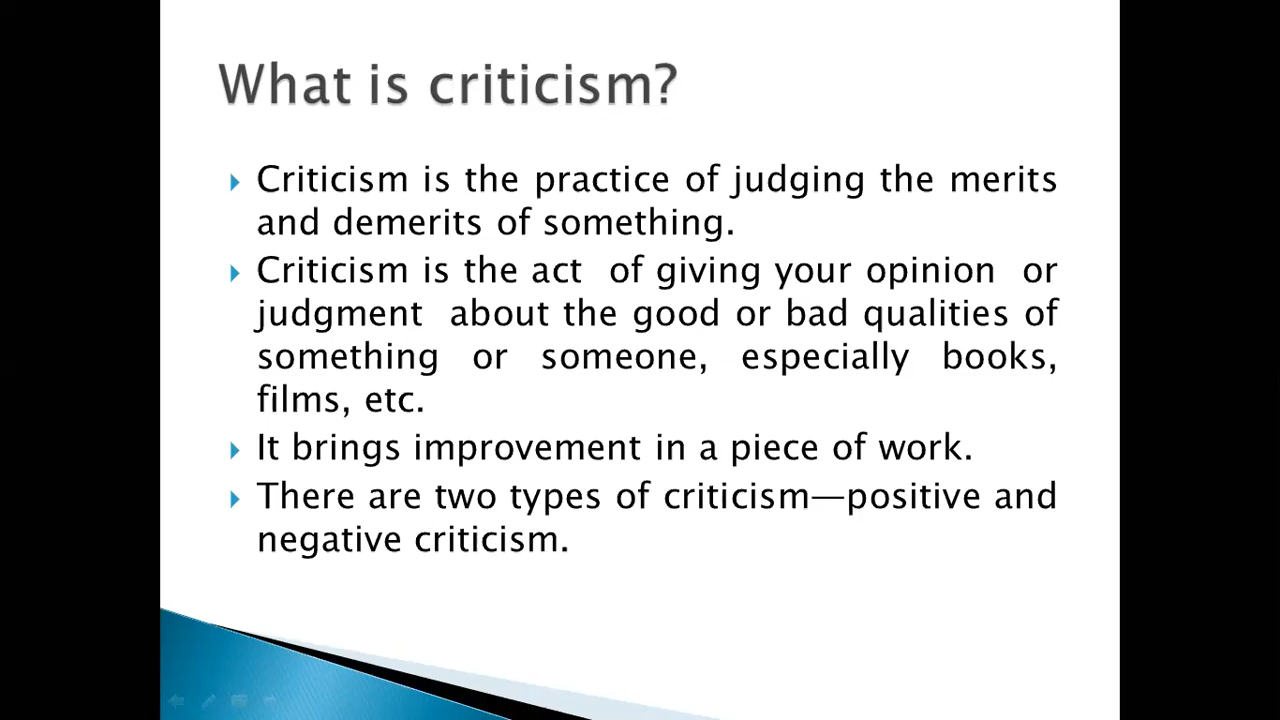 What is criticism?
Criticism is the practice of judging the merits
and demerits of something.
Criticism is the act of giving your opinion or
judgment about the good or bad qualities of
something or someone, especially books,
films, etc.
It brings improvement in a piece of work.
There are two types of criticism—positive and
negative criticism.